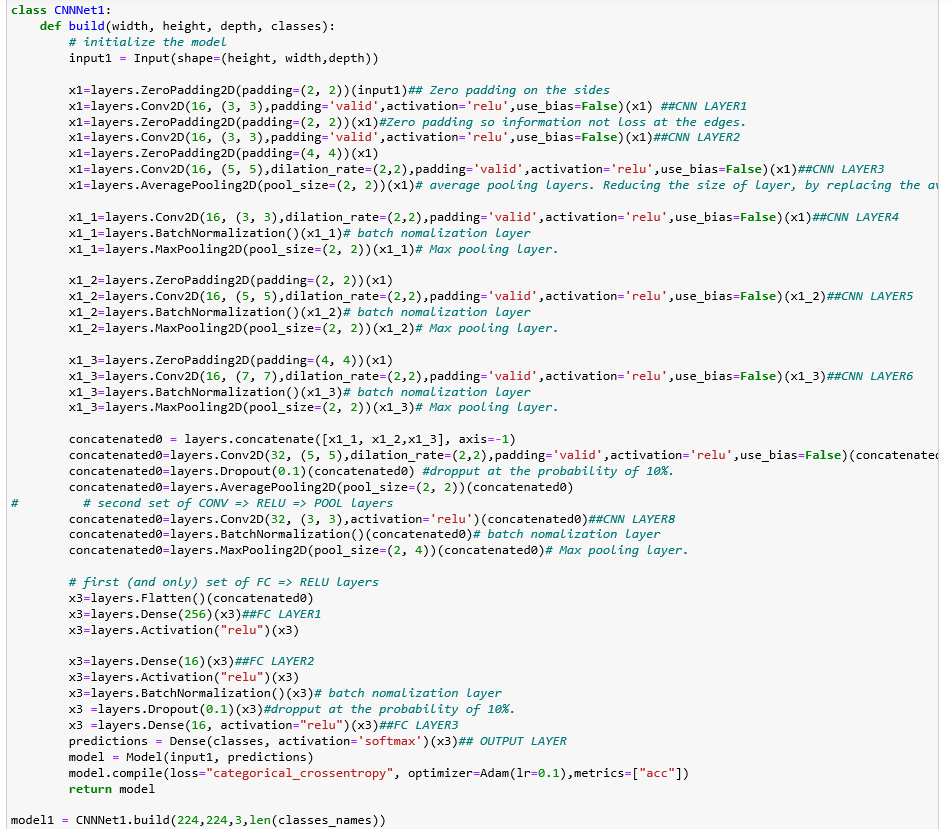 class CNNNet1:
    def build(width, height, depth, classes):
        # initialize the model
        input1 = Input(shape=(height, width,depth))

        x1=layers.ZeroPadding2D(padding=(2, 2))(input1)## Zero padding on the sides
        x1=layers.Conv2D(16, (3, 3),padding='valid',activation='relu',use_bias=False)(x1) ##CNN LAYER1
        x1=layers.ZeroPadding2D(padding=(2, 2))(x1)#Zero padding so information not loss at the edges.
        x1=layers.Conv2D(16, (3, 3),padding='valid',activation='relu',use_bias=False)(x1)##CNN LAYER2
        x1=layers.ZeroPadding2D(padding=(4, 4))(x1)
        x1=layers.Conv2D(16, (5, 5),dilation_rate=(2,2),padding='valid',activation='relu',use_bias=False)(x1)##CNN LAYER3
        x1=layers.AveragePooling2D(pool_size=(2, 2))(x1)# average pooling layers. Reducing the size of layer, by replacing the

        x1_1=layers.Conv2D(16, (3, 3),dilation_rate=(2,2),padding='valid',activation='relu',use_bias=False)(x1)##CNN LAYER4
        x1_1=layers.BatchNormalization()(x1_1)# batch nomalization layer
        x1_1=layers.MaxPooling2D(pool_size=(2, 2))(x1_1)# Max pooling layer.

        x1_2=layers.ZeroPadding2D(padding=(2, 2))(x1)
        x1_2=layers.Conv2D(16, (5, 5),dilation_rate=(2,2),padding='valid',activation='relu',use_bias=False)(x1_2)##CNN LAYER5
        x1_2=layers.BatchNormalization()(x1_2)# batch nomalization layer
        x1_2=layers.MaxPooling2D(pool_size=(2, 2))(x1_2)# Max pooling layer.

        x1_3=layers.ZeroPadding2D(padding=(4, 4))(x1)
        x1_3=layers.Conv2D(16, (7, 7),dilation_rate=(2,2),padding='valid',activation='relu',use_bias=False)(x1_3)##CNN LAYER6
        x1_3=layers.BatchNormalization()(x1_3)# batch nomalization layer
        x1_3=layers.MaxPooling2D(pool_size=(2, 2))(x1_3)# Max pooling layer.

        concatenated0 = layers.concatenate([x1_1, x1_2,x1_3], axis=-1)
        concatenated0=layers.Conv2D(32, (5, 5),dilation_rate=(2,2),padding='valid',activation='relu',use_bias=False)(concatenated
        concatenated0=layers.Dropout(0.1)(concatenated0) #dropput at the probability of 10%.
        concatenated0=layers.AveragePooling2D(pool_size=(2, 2))(concatenated0)
#         # second set of CONV => RELU => POOL layers
        concatenated0=layers.Conv2D(32, (3, 3),activation='relu')(concatenated0)##CNN LAYER8
        concatenated0=layers.BatchNormalization()(concatenated0)# batch nomalization layer
        concatenated0=layers.MaxPooling2D(pool_size=(2, 4))(concatenated0)# Max pooling layer.

        # first (and only) set of FC => RELU layers
        x3=layers.Flatten()(concatenated0)
        x3=layers.Dense(256)(x3)##FC LAYER1
        x3=layers.Activation("relu")(x3)

        x3=layers.Dense(16)(x3)##FC LAYER2
        x3=layers.Activation("relu")(x3)
        x3=layers.BatchNormalization()(x3)# batch nomalization layer
        x3 =layers.Dropout(0.1)(x3)#dropput at the probability of 10%.
        x3 =layers.Dense(16, activation="relu")(x3)##FC LAYER3
        predictions = Dense(classes, activation='softmax')(x3)## OUTPUT LAYER
        model = Model(input1, predictions)
        model.compile(loss="categorical_crossentropy", optimizer=Adam(lr=0.1),metrics=["acc"])
        return model

model1 = CNNNet1.build(224,224,3,len(classes_names))